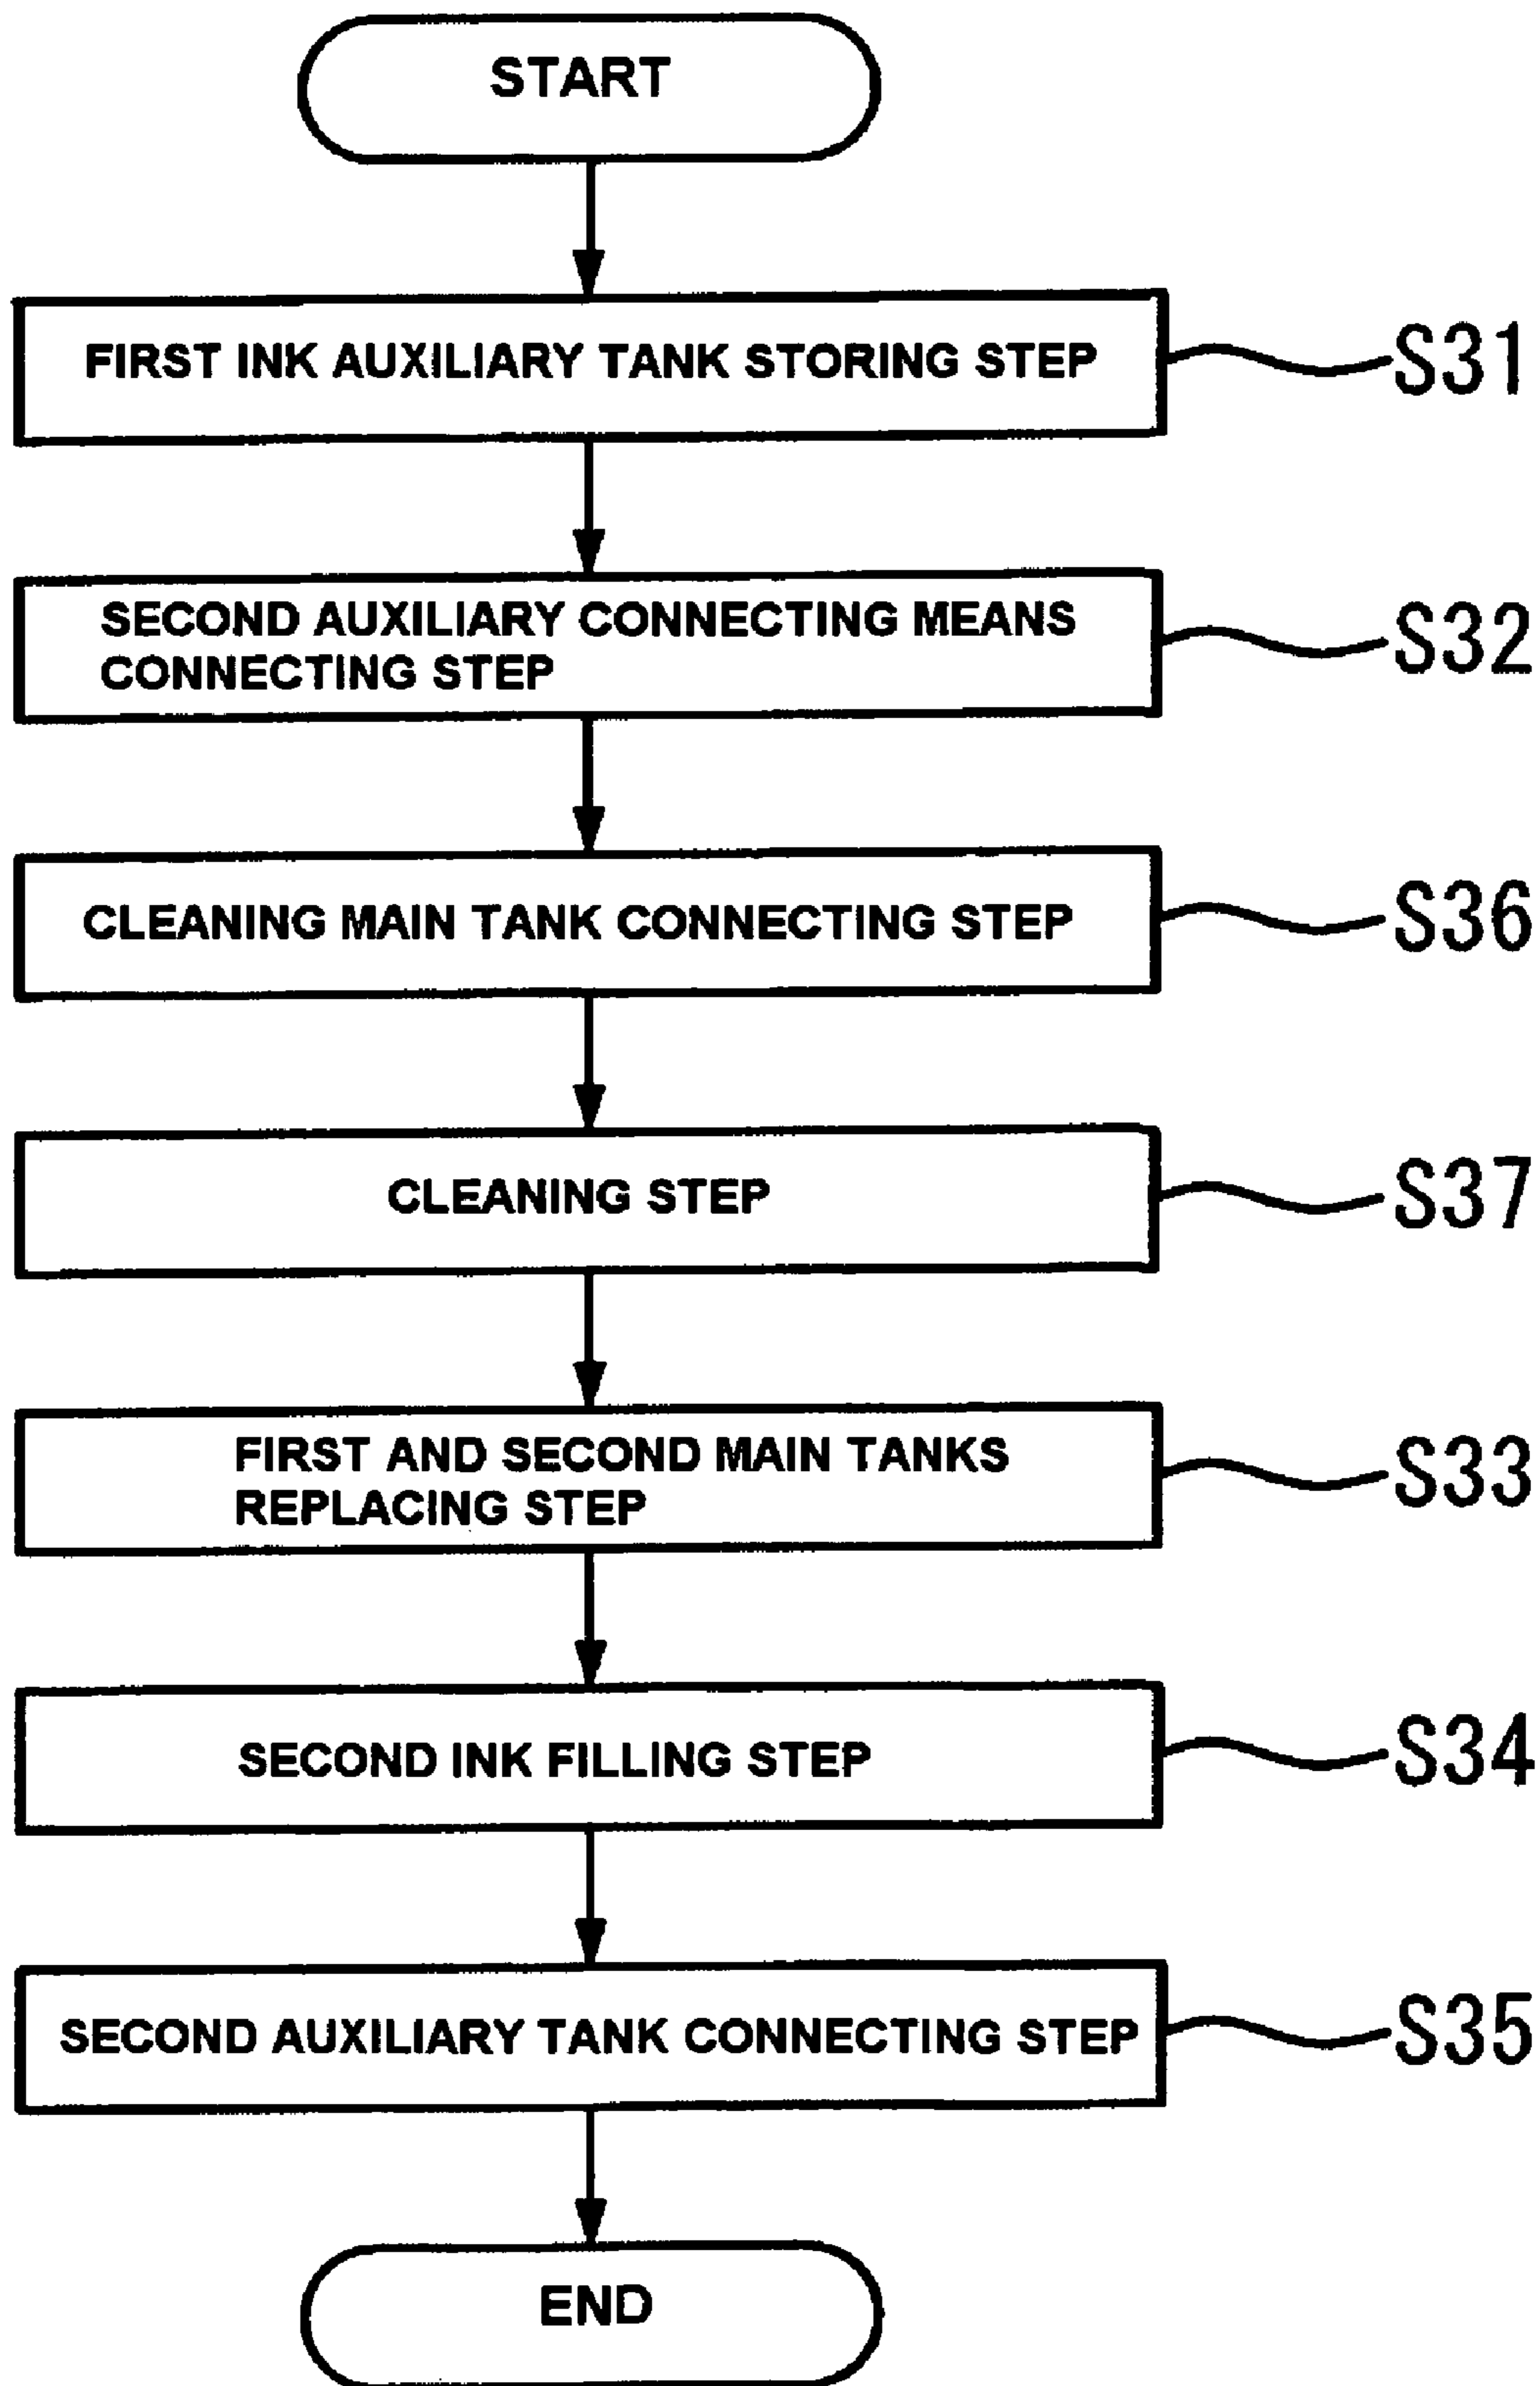 START
FIRST INK AUXILIARY TANK STORING STEP
S31
SECOND AUXILIARY CONNECTING MEANS
CONNECTING STEP
S32
CLEANING MAIN TANK CONNECTING STEP
S36
CLEANING STEP
S37
FIRST AND SECOND MAIN TANKS
REPLACING STEP
S33
SECOND INK FILLING STEP
S34
SECOND AUXILIARY TANK CONNECTING STEP
S35
END